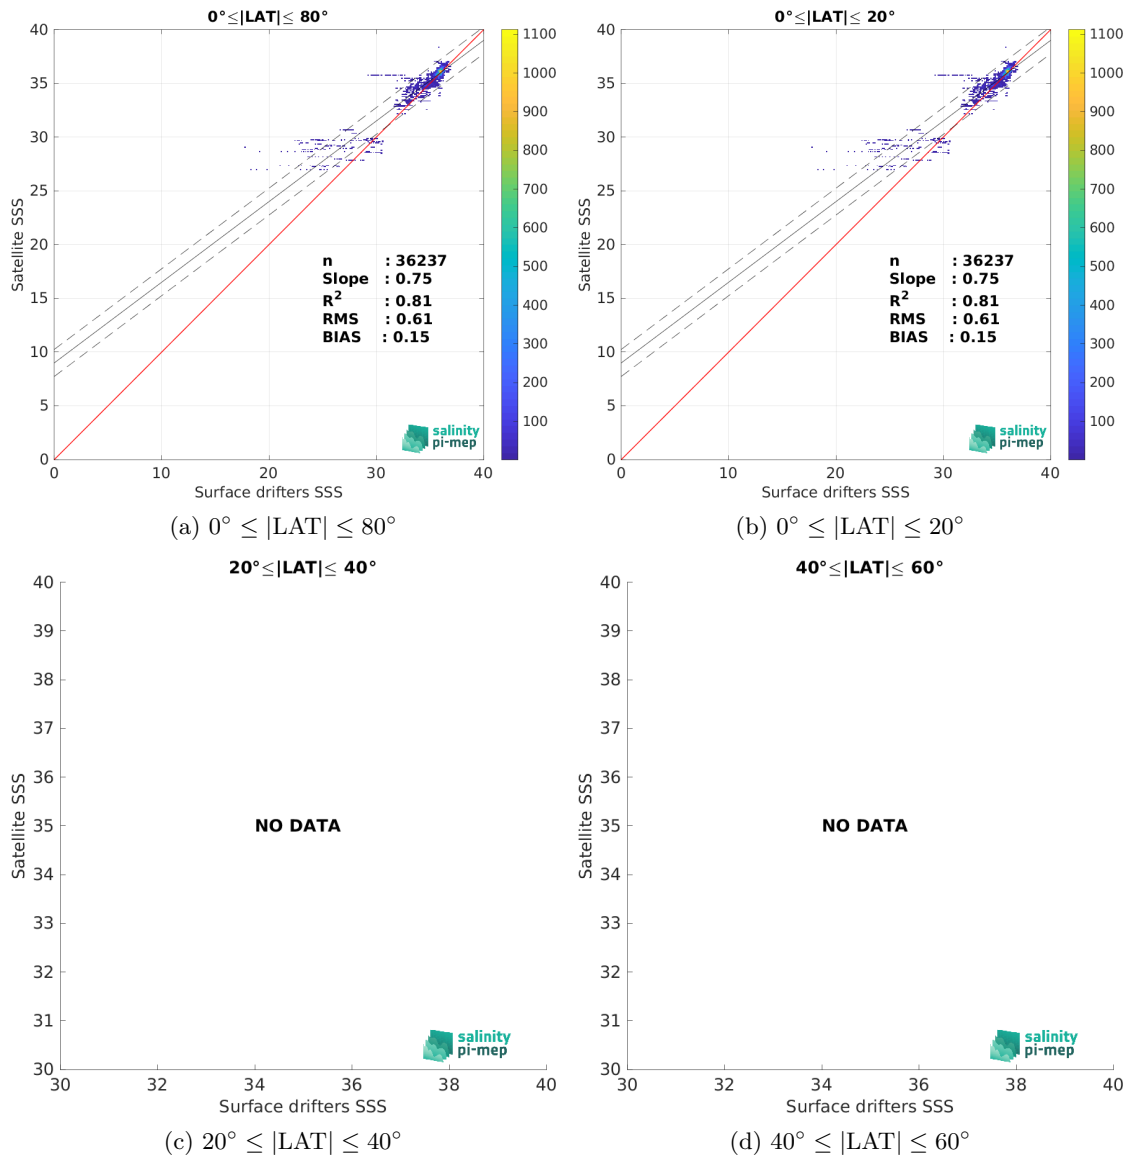 0°≤|LAT|≤ 80°
40
35
30
25
20
15
10
5
0
0
10
20
30
40
Satellite SSS
Surface drifters SSS
n : 36237
Slope : 0.75
R² : 0.81
RMS : 0.61
BIAS : 0.15
salinity
pi-mep
1100
1000
900
800
700
600
500
400
300
200
100
(a) 0° ≤ |LAT| ≤ 80°
0°≤|LAT|≤ 20°
40
35
30
25
20
15
10
5
0
0
10
20
30
40
Satellite SSS
Surface drifters SSS
n : 36237
Slope : 0.75
R² : 0.81
RMS : 0.61
BIAS : 0.15
salinity
pi-mep
1100
1000
900
800
700
600
500
400
300
200
100
(b) 0° ≤ |LAT| ≤ 20°
20°≤|LAT|≤ 40°
40
39
38
37
36
35
34
33
32
31
30
30
32
34
36
38
40
Satellite SSS
Surface drifters SSS
NO DATA
salinity
pi-mep
(c) 20° ≤ |LAT| ≤ 40°
40°≤|LAT|≤ 60°
40
39
38
37
36
35
34
33
32
31
30
30
32
34
36
38
40
Satellite SSS
Surface drifters SSS
NO DATA
salinity
pi-mep
(d) 40° ≤ |LAT| ≤ 60°